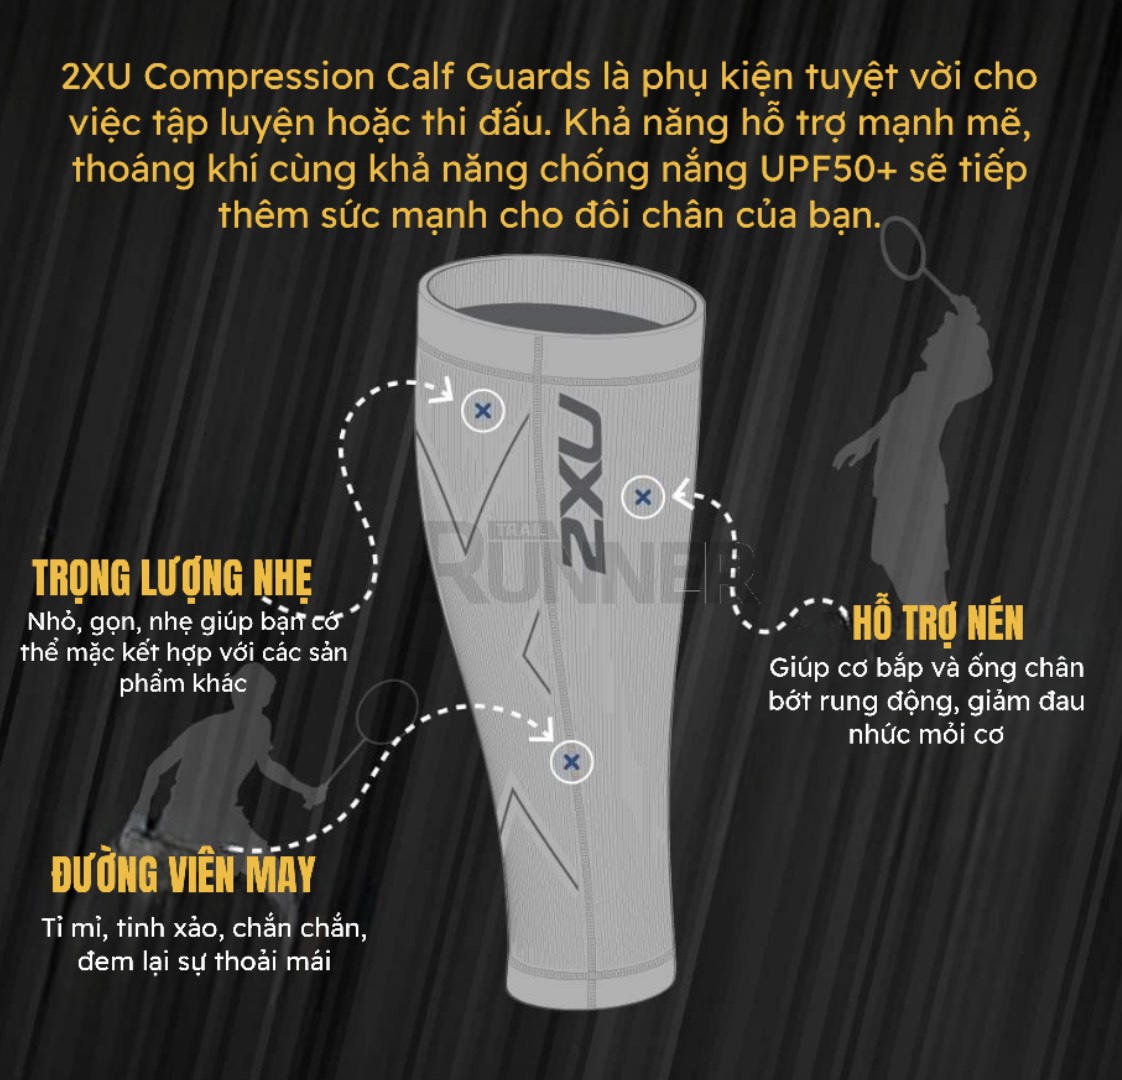 2XU Compression Calf Guards là phụ kiện tuyệt vời cho
việc tập luyện hoặc thi đấu. Khả năng hỗ trợ mạnh mẽ,
thoáng khí cùng khả năng chống nắng UPF50+ sẽ tiếp
thêm sức mạnh cho đôi chân của bạn.
2XU
TRAIL
RUNNER
TRỌNG LƯỢNG NHẸ
Nhỏ, gọn, nhẹ giúp bạn có
thể mặc kết hợp với các sản
phẩm khác
HỖ TRỢ NÉN
Giúp cơ bắp và ống chân
bớt rung động, giảm đau
nhức mỏi cơ
ĐƯỜNG VIÊN MAY
Tỉ mỉ, tinh xảo, chắn chắn,
đem lại sự thoải mái